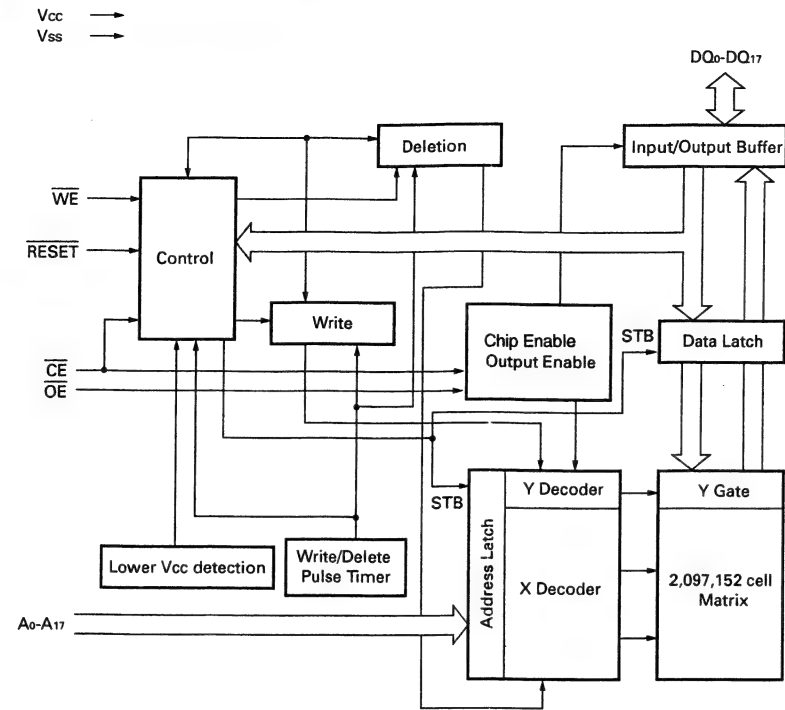 Vcc
Vss
DQ0-DQ17
Deletion
Input/Output Buffer
WE
RESET
Control
Write
Chip Enable
Output Enable
STB
Data Latch
CE
OE
STB
Y Decoder
Y Gate
Address Latch
Lower Vcc detection
Write/Delete
Pulse Timer
X Decoder
2,097,152 cell
Matrix
A0-A17